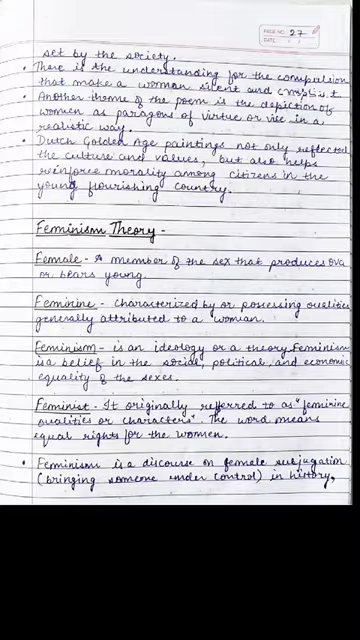 PAGE NO. 27
DATE
set by the society.
• There is the understanding for the compulsion
that make a woman silent and
• Another theme of the poem is the depiction of
women as paragons of virtue or vice in a
realistic way.
• Dutch Golden Age paintings not only reflected
the culture and values, but also helps
reinforce morality among citizens in the
young flourishing country.
Feminism Theory -
Female - A member of the sex that produces ova
or bears young.
Feminine - characterized by or possessing qualities
generally attributed to a woman.
Feminism - is an ideology or a theory. Feminism
is a belief in the social, political, and economic
equality of the sexes.
Feminist - It originally referred to as "feminine
qualities or characters". The word means
equal rights for the women.
• Feminism is a discourse on female subjugation
(bringing someone under control) in history,